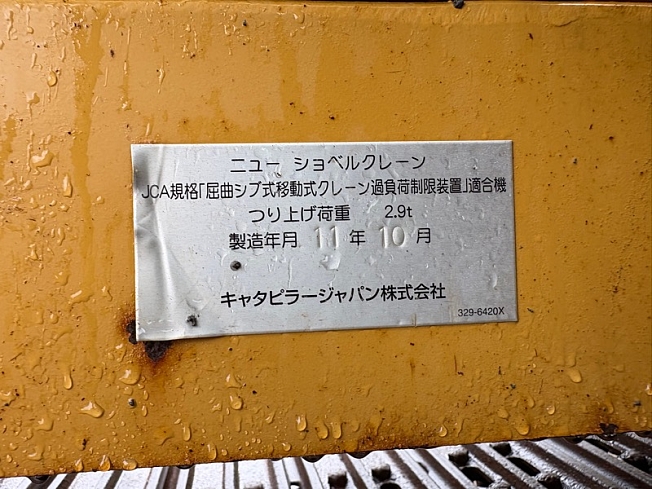 ニュー ショベルクレーン
JCA規格「屈曲ジブ式移動式クレーン過負荷制限装置」適合機
つり上げ荷重 2.9t
製造年月 11 年 10 月
キャタピラージャパン株式会社
329-6420X